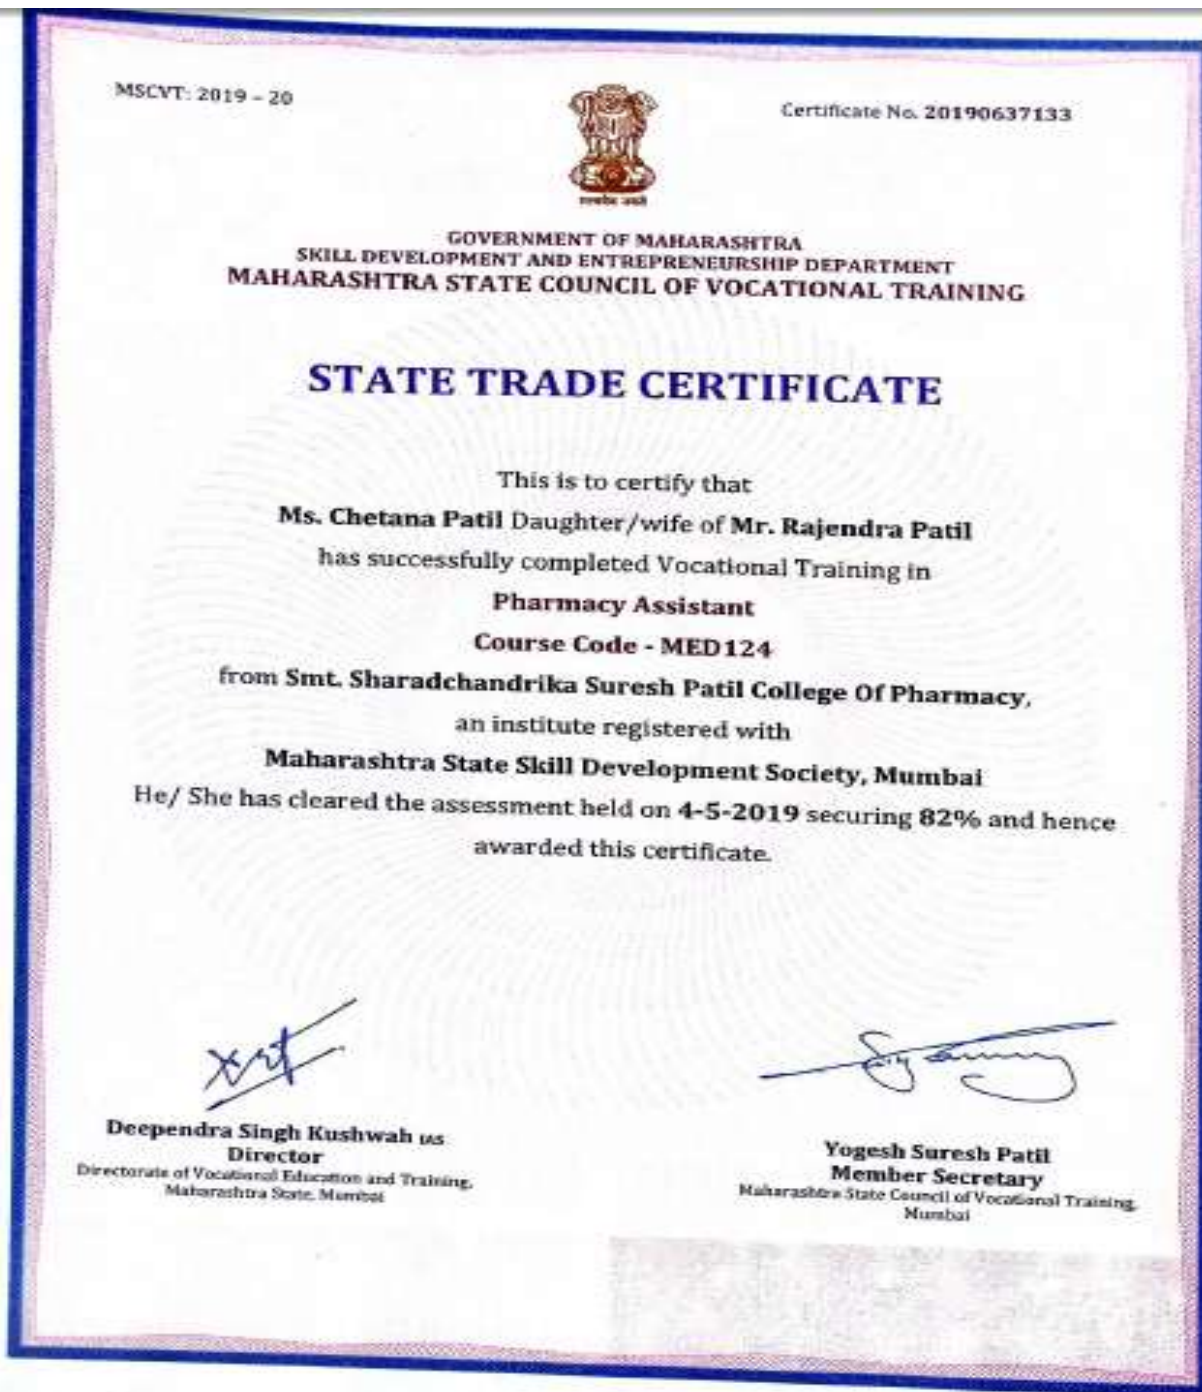 MSCVT: 2019 – 20
Certificate No. 20190637133
सत्यमेव जयते
GOVERNMENT OF MAHARASHTRA
SKILL DEVELOPMENT AND ENTREPRENEURSHIP DEPARTMENT
MAHARASHTRA STATE COUNCIL OF VOCATIONAL TRAINING
STATE TRADE CERTIFICATE
This is to certify that
Ms. Chetana Patil Daughter/wife of Mr. Rajendra Patil
has successfully completed Vocational Training in
Pharmacy Assistant
Course Code - MED124
from Smt. Sharadchandrika Suresh Patil College Of Pharmacy,
an institute registered with
Maharashtra State Skill Development Society, Mumbai
He/ She has cleared the assessment held on 4-5-2019 securing 82% and hence
awarded this certificate.
Deependra Singh Kushwah IAS
Director
Directorate of Vocational Education and Training,
Maharashtra State, Mumbai
Yogesh Suresh Patil
Member Secretary
Maharashtra State Council of Vocational Training,
Mumbai